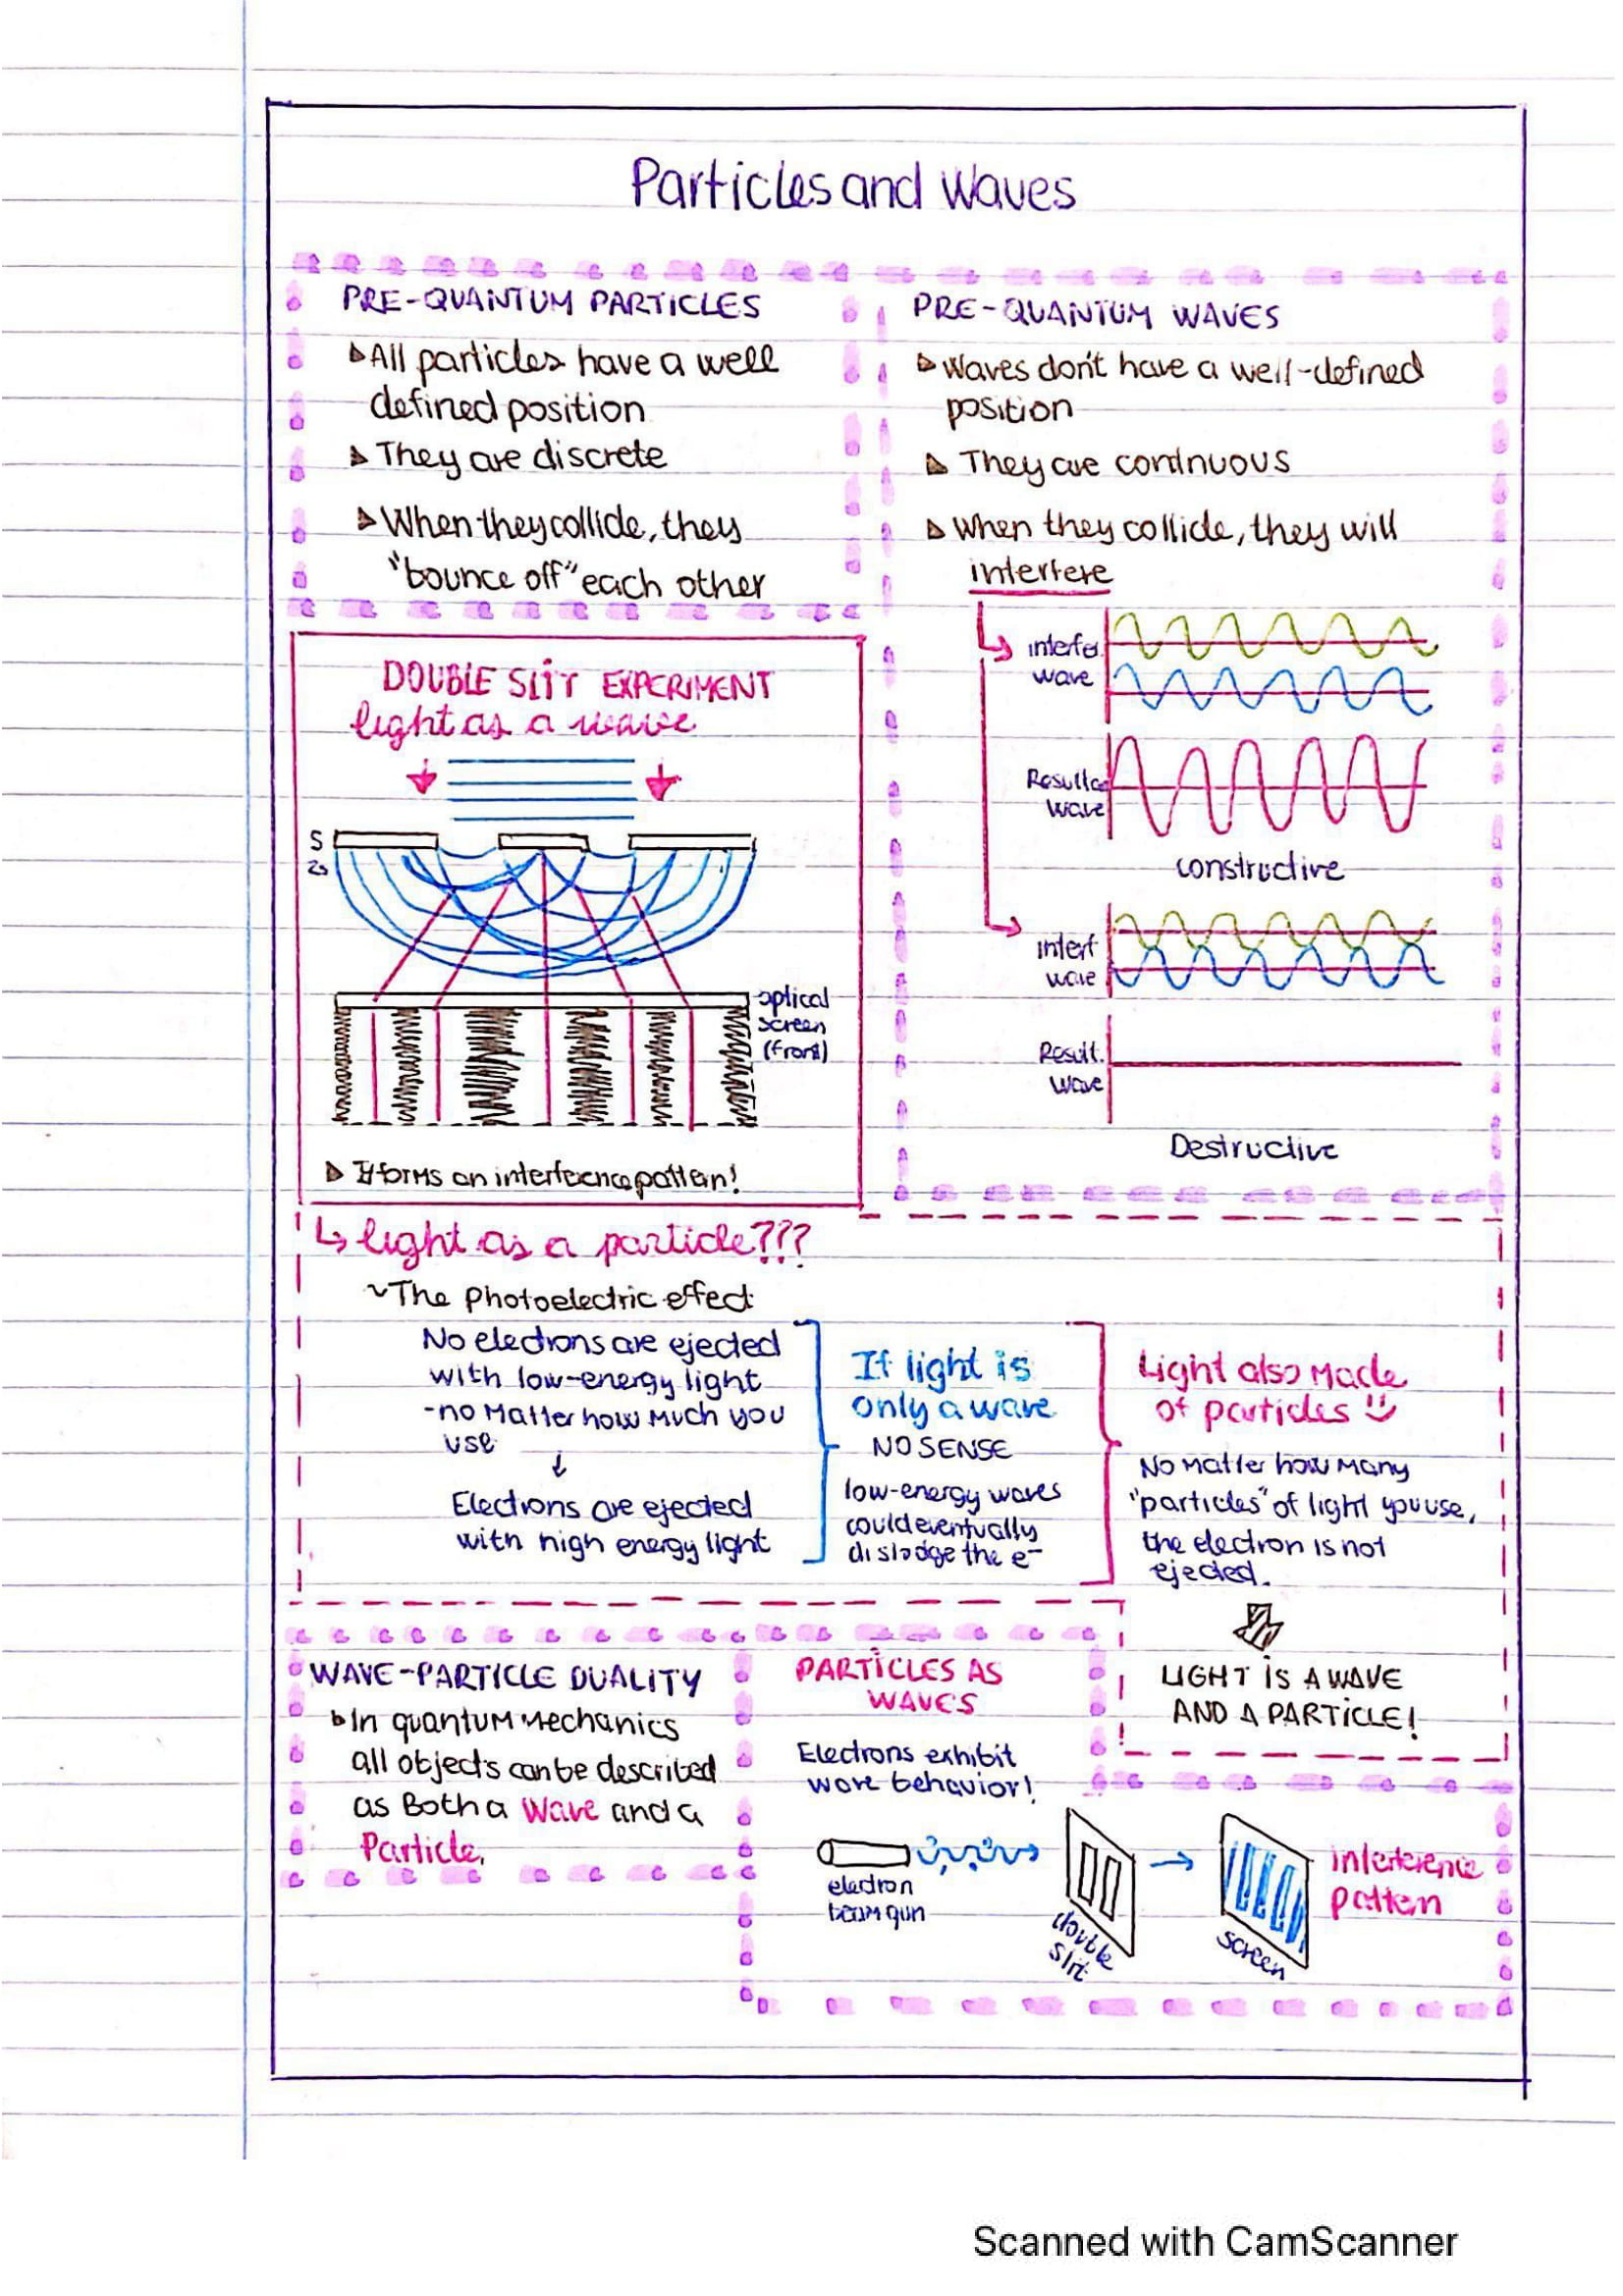 Particles and Waves
PRE-QUANTUM PARTICLES
All particles have a well
defined position
They are discrete
When they collide, they
"bounce off" each other
PRE-QUANTUM WAVES
Waves don't have a well-defined
position
They are continuous
When they collide, they will
interfere
interfer.
wave
Resulta
wave
constructive
interf
wave
Result.
wave
Destructive
DOUBLE SLIT EXPERIMENT
light as a wave
S
optical
screen
(front)
It forms an interference pattern!
light as a particle???
~The Photoelectric effect
No electrons are ejected
with low-energy light
-no matter how much you
use
Electrons are ejected
with high energy light
If light is
only a wave
NO SENSE
low-energy waves
could eventually
dislodge the e-
Light also made
of particles
No matter how many
"particles" of light you use,
the electron is not
ejected.
LIGHT IS A WAVE
AND A PARTICLE!
WAVE-PARTICLE DUALITY
In quantum mechanics
all objects can be described
as Both a Wave and a
Particle.
PARTICLES AS
WAVES
Electrons exhibit
wave behavior!
electron
beam gun
double
slit
screen
interference
pattern
Scanned with CamScanner